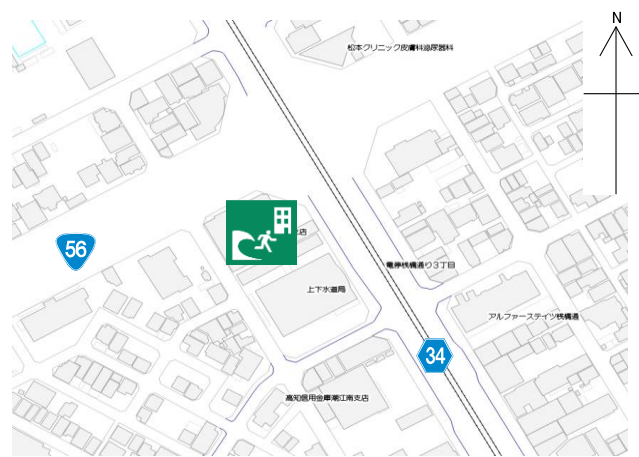 N
松本クリニック皮膚科泌尿器科
支店
56
電停桟橋通り3丁目
上下水道局
アルファーステイツ桟橋通
34
高知信用金庫潮江南支店